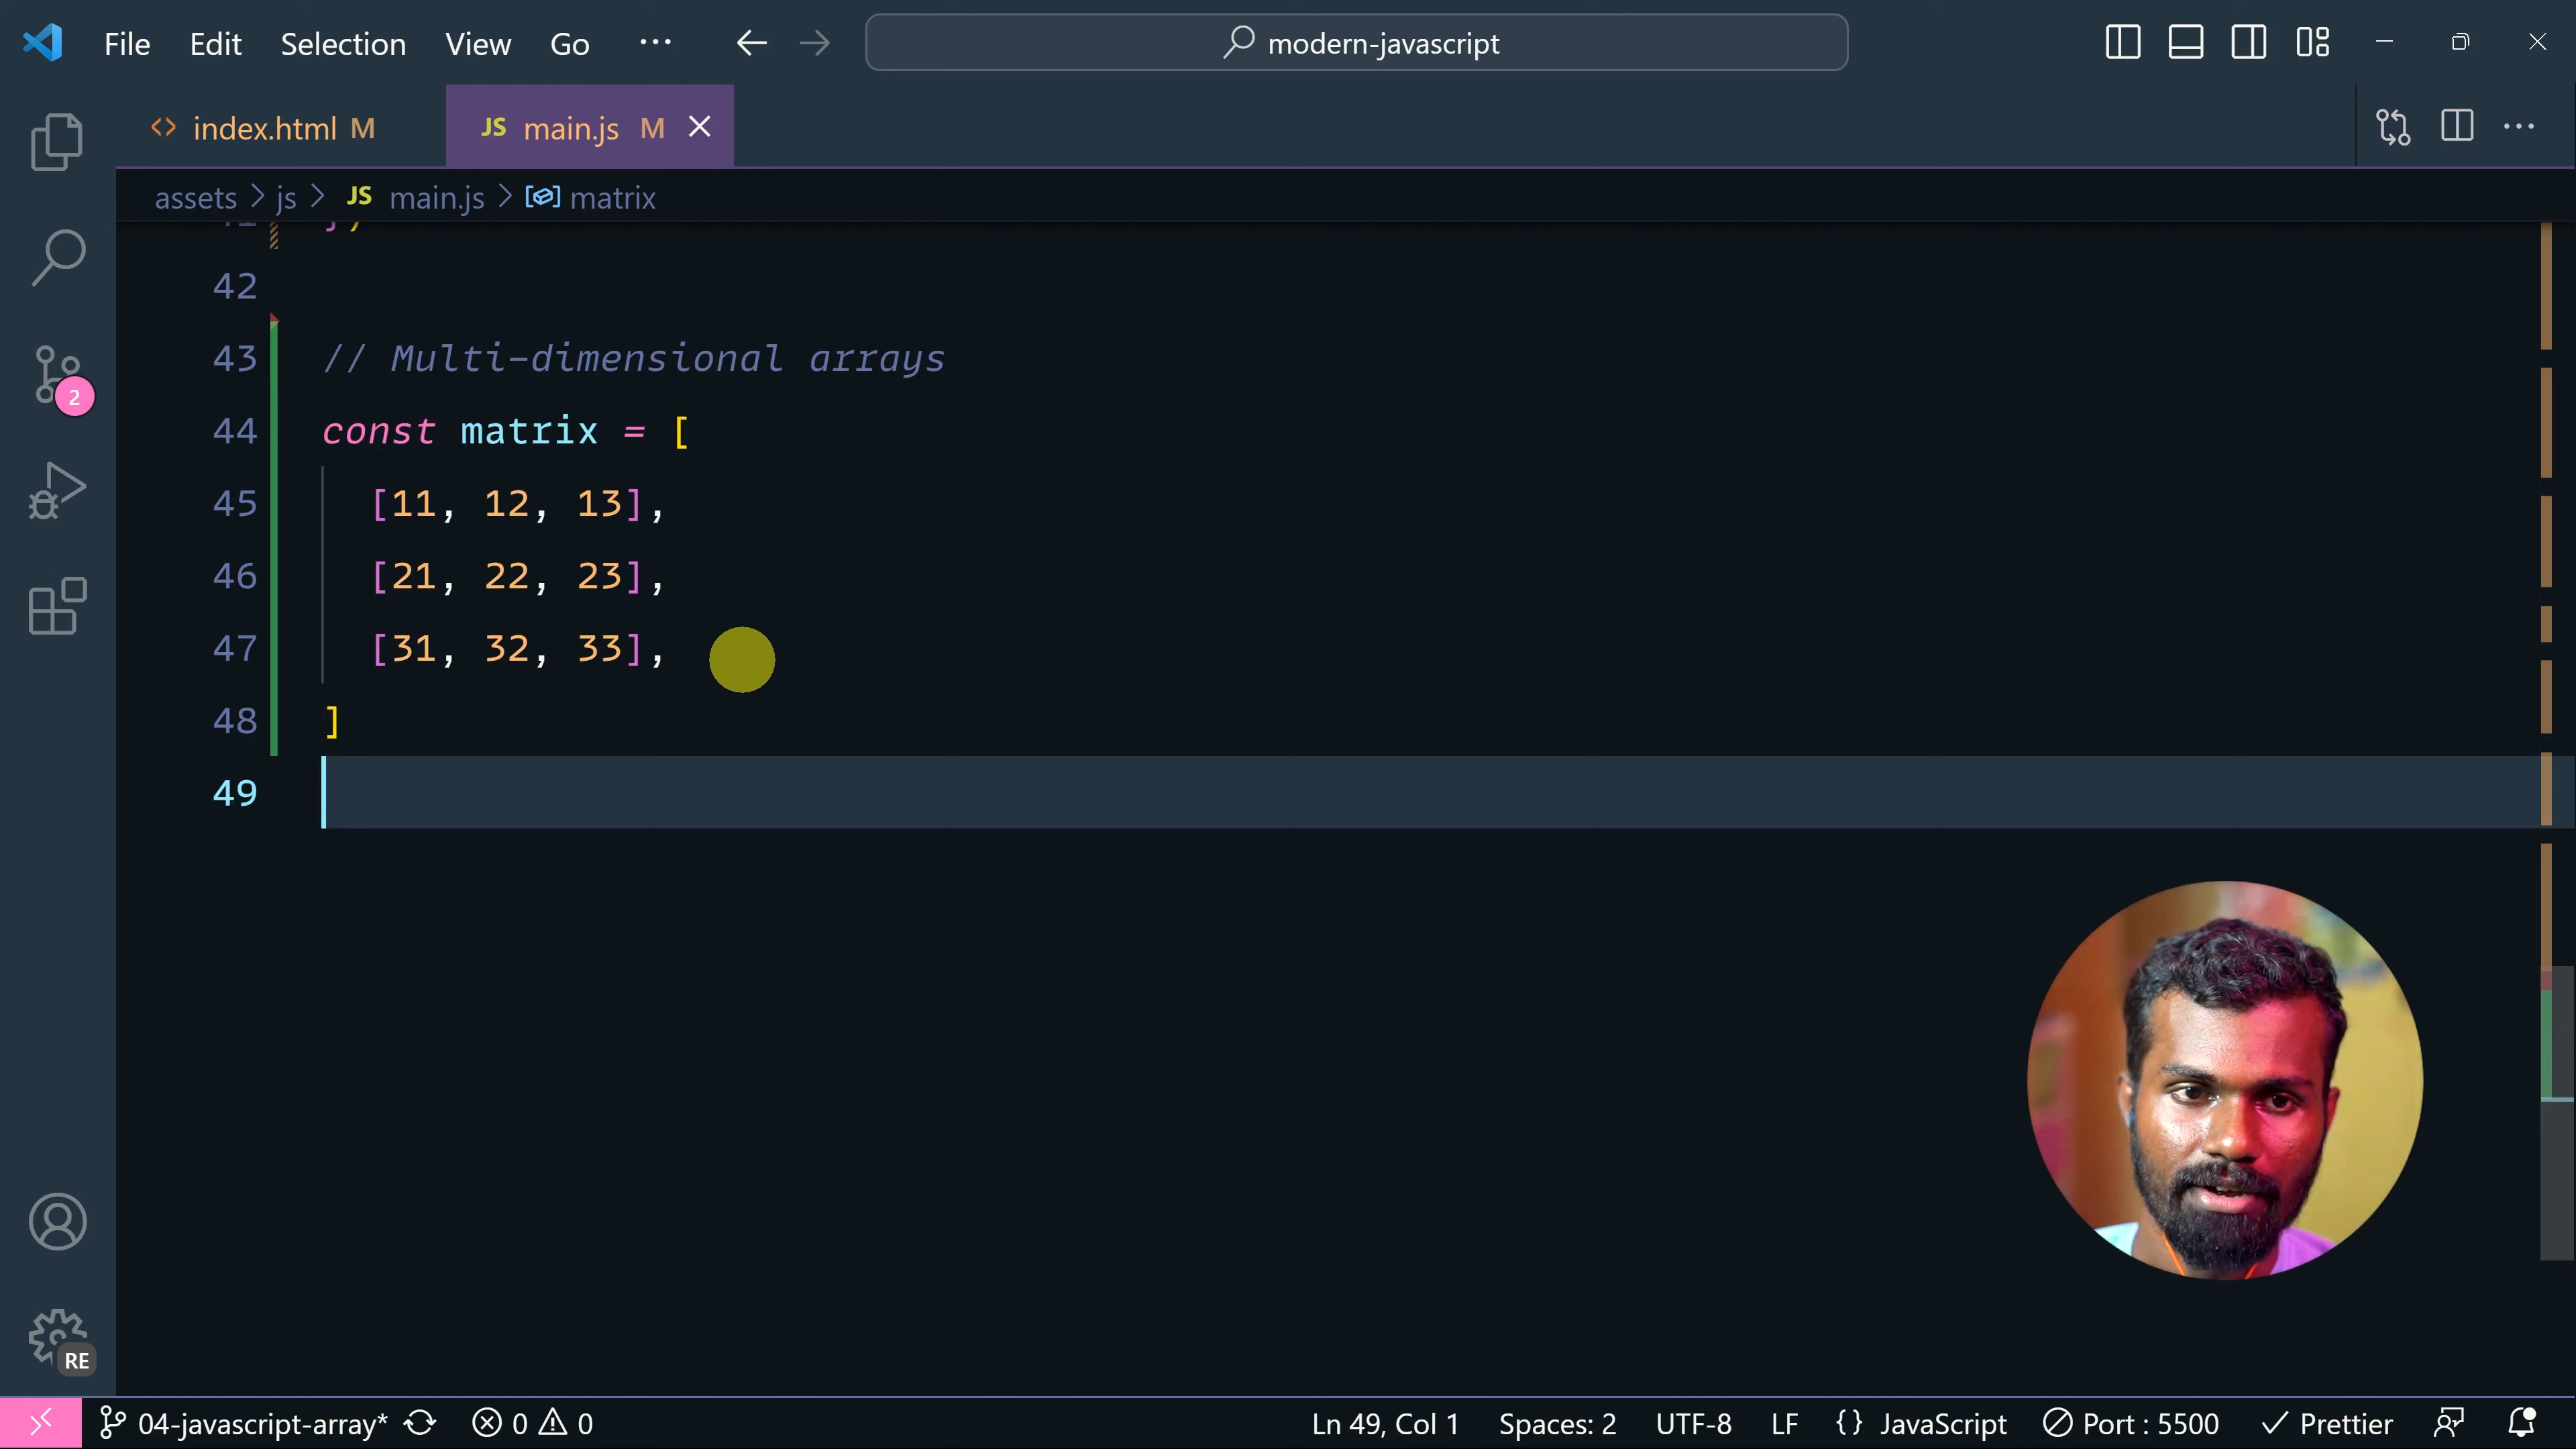 File Edit Selection View Go ··· modern-javascript
index.html M JS main.js M
assets > js > JS main.js > matrix
42
43 // Multi-dimensional arrays
44 const matrix = [
45 [11, 12, 13],
46 [21, 22, 23],
47 [31, 32, 33],
48 ]
49
2
RE
04-javascript-array* 0 0 Ln 49, Col 1 Spaces: 2 UTF-8 LF {} JavaScript Port : 5500 Prettier